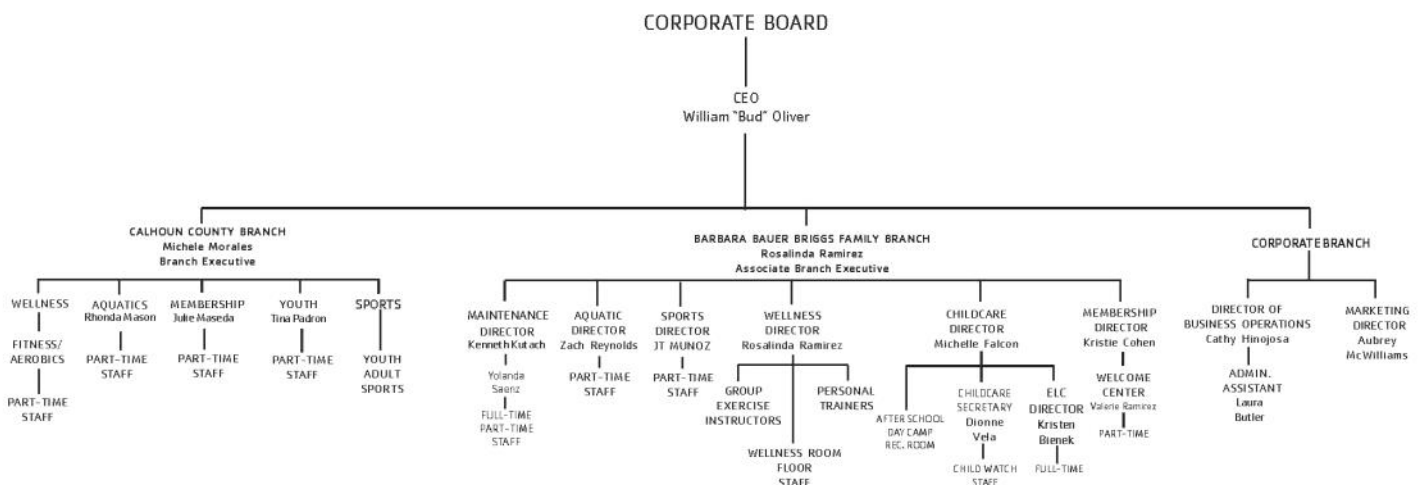 CORPORATE BOARD
CEO
William "Bud" Oliver
CALHOUN COUNTY BRANCH
Michele Morales
Branch Executive
BARBARA BAUER BRIGGS FAMILY BRANCH
Rosalinda Ramirez
Associate Branch Executive
CORPORATE BRANCH
WELLNESS
FITNESS/
AEROBICS
PART-TIME
STAFF
AQUATICS
Rhonda Mason
PART-TIME
STAFF
MEMBERSHIP
Julie Maseda
PART-TIME
STAFF
YOUTH
Tina Padron
PART-TIME
STAFF
SPORTS
YOUTH
ADULT
SPORTS
MAINTENANCE
DIRECTOR
Kenneth Kutach
Yolanda
Saenz
FULL-TIME
PART-TIME
STAFF
AQUATIC
DIRECTOR
Zach Reynolds
PART-TIME
STAFF
SPORTS
DIRECTOR
JT MUNOZ
PART-TIME
STAFF
WELLNESS
DIRECTOR
Rosalinda Ramirez
GROUP
EXERCISE
INSTRUCTORS
WELLNESS ROOM
FLOOR
STAFF
PERSONAL
TRAINERS
CHILDCARE
DIRECTOR
Michelle Falcon
AFTER SCHOOL
DAY CAMP
REC. ROOM
CHILDCARE
SECRETARY
Dionne
Vela
CHILD WATCH
STAFF
ELC
DIRECTOR
Kristen
Bienek
FULL-TIME
MEMBERSHIP
DIRECTOR
Kristie Cohen
WELCOME
CENTER
Valerie Ramirez
PART-TIME
DIRECTOR OF
BUSINESS OPERATIONS
Cathy Hinojosa
ADMIN.
ASSISTANT
Laura
Butler
MARKETING
DIRECTOR
Aubrey
McWilliams